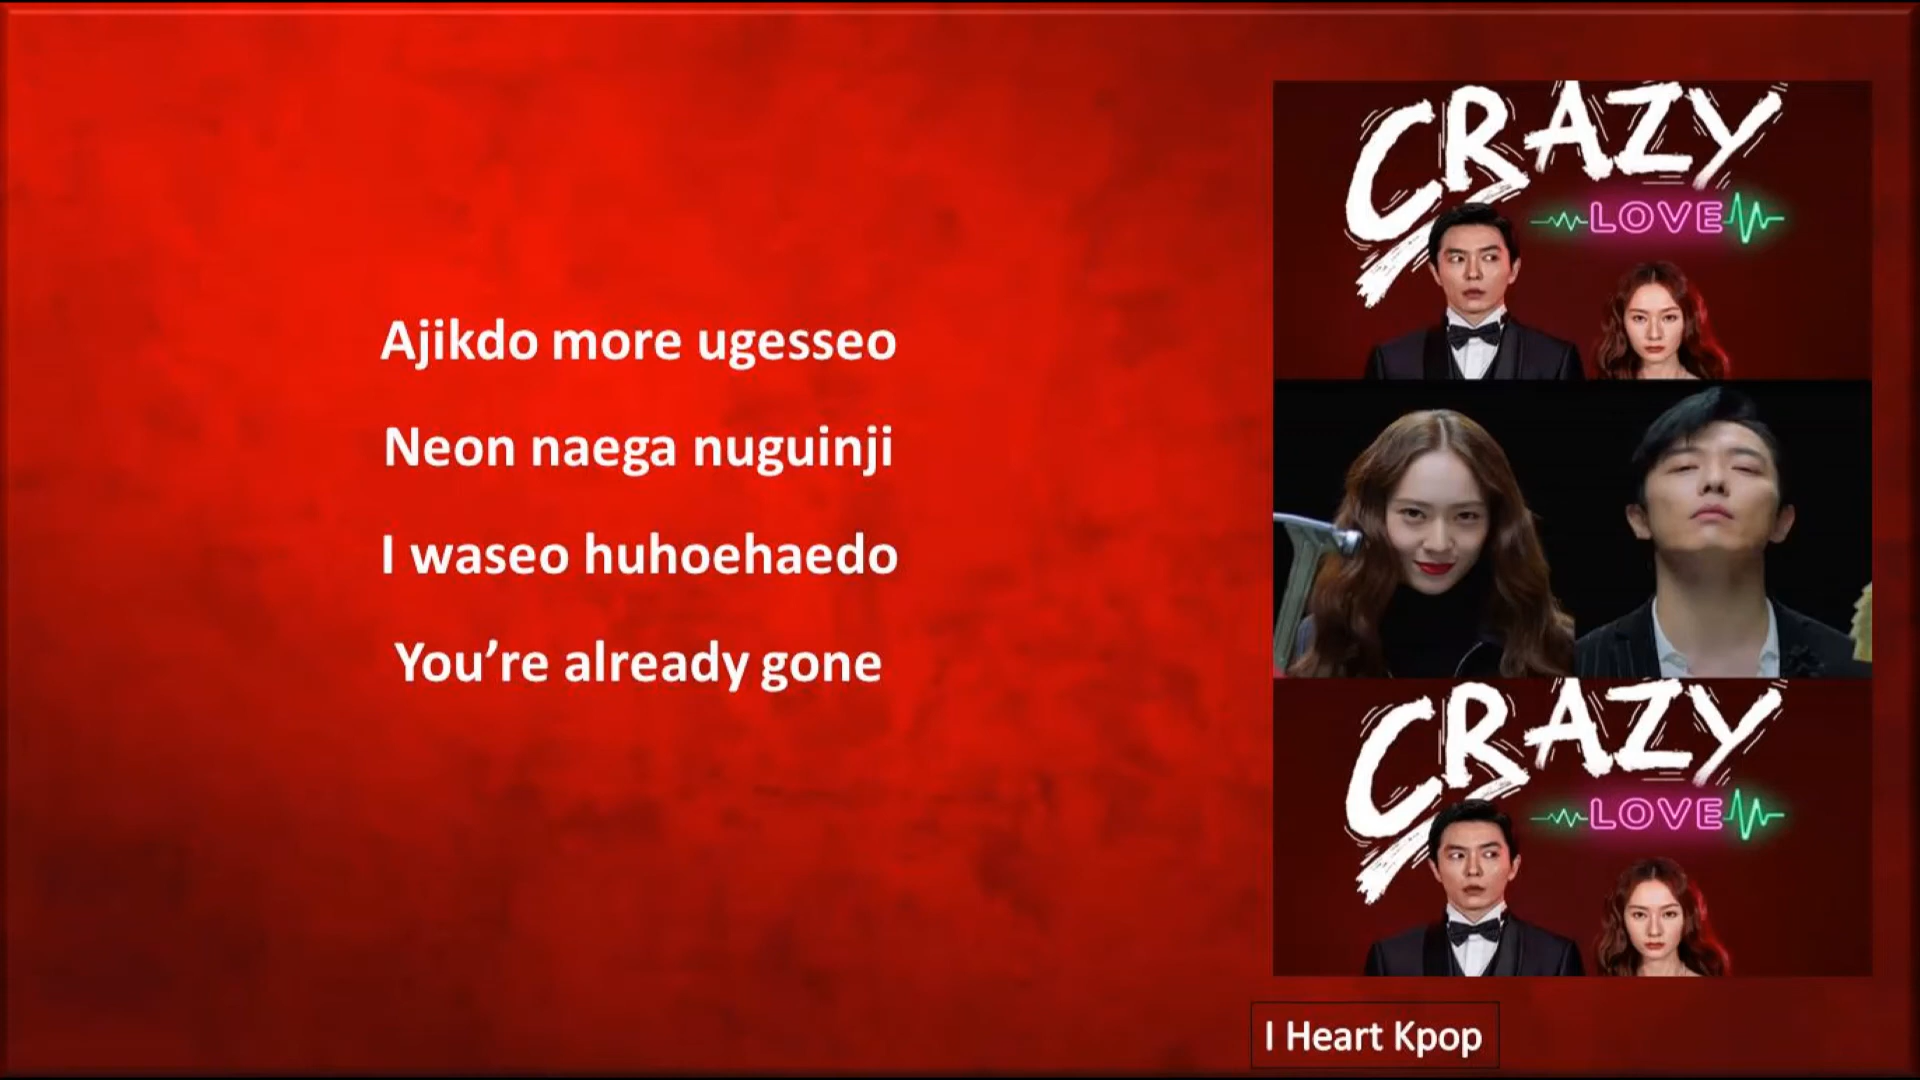 Ajikdo more ugesseo
Neon naega nuguinji
I waseo huhoehaedo
You’re already gone
CRAZY
LOVE
CRAZY
LOVE
I Heart Kpop